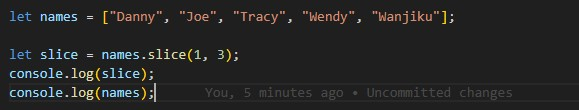 let names = ["Danny", "Joe", "Tracy", "Wendy", "Wanjiku"];
let slice = names.slice(1, 3);
console.log(slice);
console.log(names); You, 5 minutes ago • Uncommitted changes